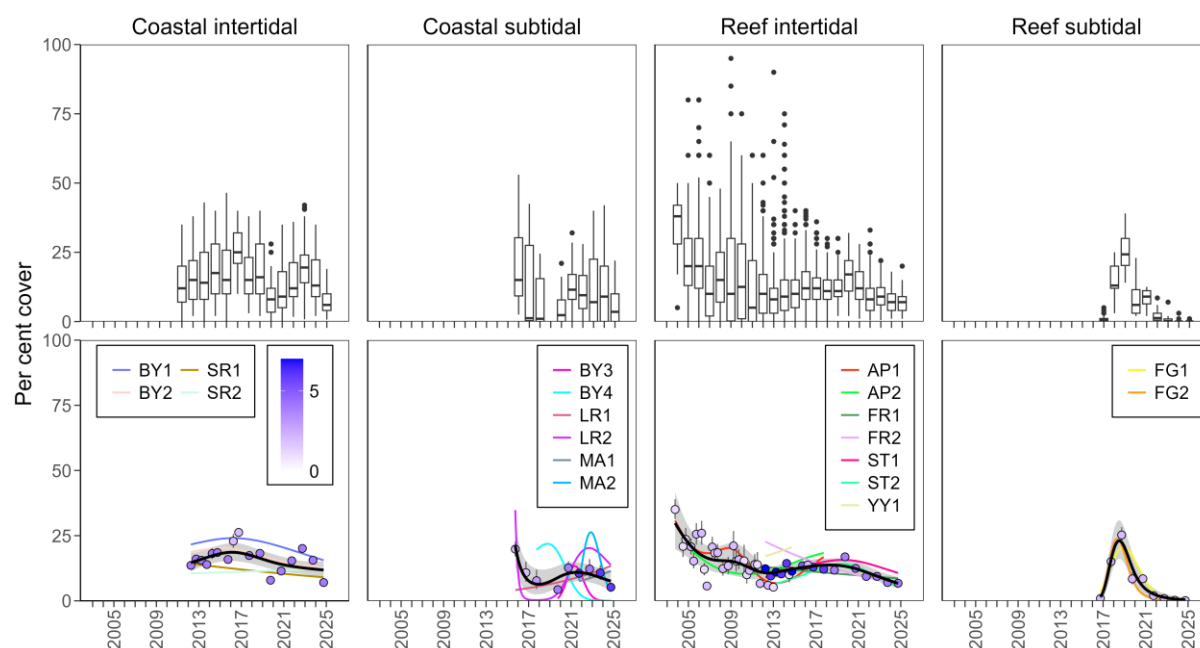 Coastal intertidal Coastal subtidal Reef intertidal Reef subtidal
Per cent cover
100
75
50
25
0
100
75
50
25
0
BY1 SR1
BY2 SR2
5
0
BY3
BY4
LR1
LR2
MA1
MA2
AP1
AP2
FR1
FR2
ST1
ST2
YY1
FG1
FG2
2005 2009 2013 2017 2021 2025 2005 2009 2013 2017 2021 2025 2005 2009 2013 2017 2021 2025 2005 2009 2013 2017 2021 2025